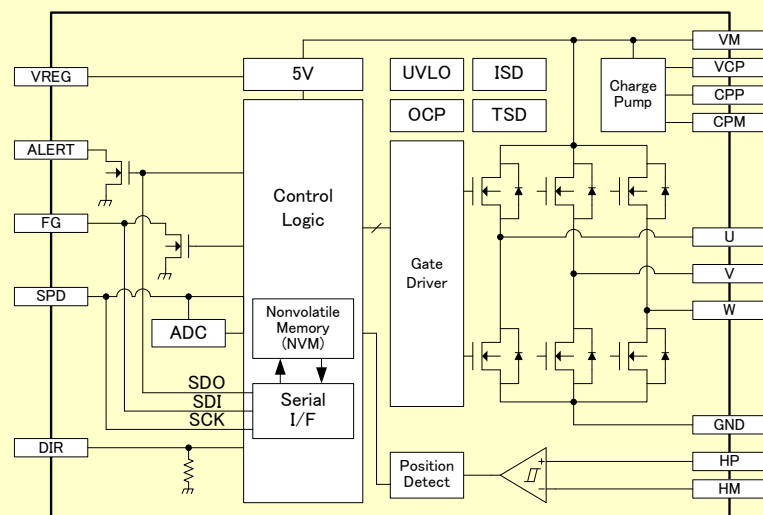 VREG
ALERT
FG
SPD
DIR
5V
UVLO
ISD
OCP
TSD
Control
Logic
ADC
Nonvolatile
Memory
(NVM)
SDO
SDI
SCK
Serial
I/F
Gate
Driver
Position
Detect
Charge
Pump
+
−
VM
VCP
CPP
CPM
U
V
W
GND
HP
HM